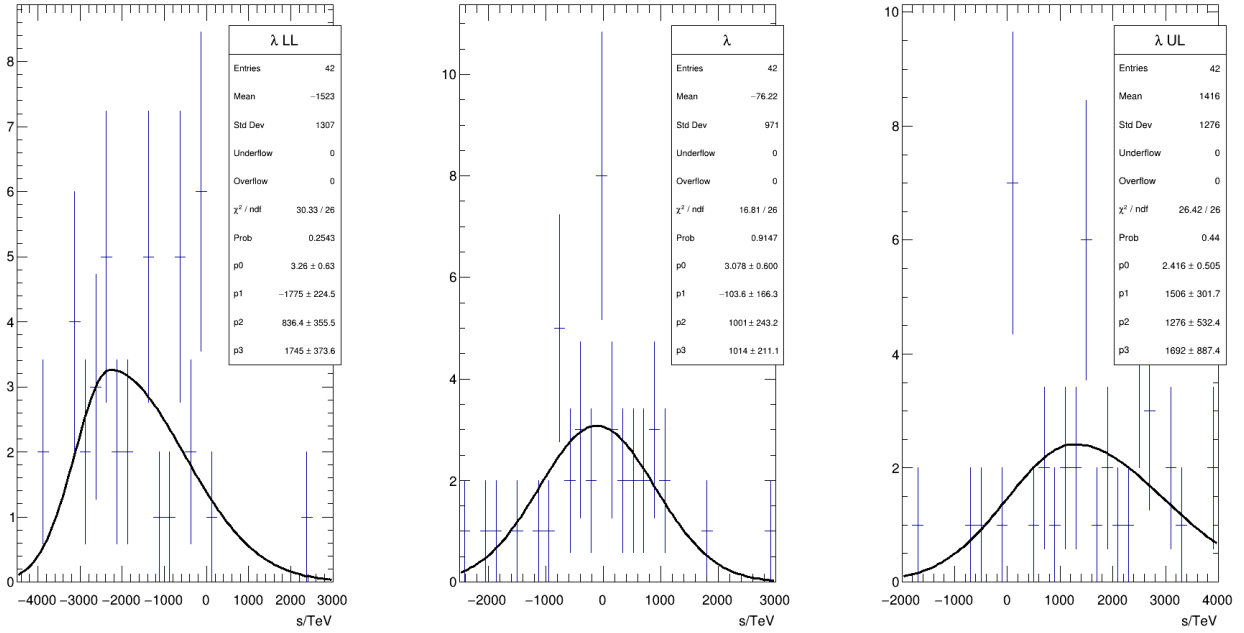 λ LL
Entries 42
Mean −1523
Std Dev 1307
Underflow 0
Overflow 0
χ² / ndf 30.33 / 26
Prob 0.2543
p0 3.26 ± 0.63
p1 −1775 ± 224.5
p2 836.4 ± 355.5
p3 1745 ± 373.6
8
7
6
5
4
3
2
1
0
−4000 −3000 −2000 −1000 0 1000 2000 3000
s/TeV
λ
Entries 42
Mean −76.22
Std Dev 971
Underflow 0
Overflow 0
χ² / ndf 16.81 / 26
Prob 0.9147
p0 3.078 ± 0.600
p1 −103.6 ± 166.3
p2 1001 ± 243.2
p3 1014 ± 211.1
10
8
6
4
2
0
−2000 −1000 0 1000 2000 3000
s/TeV
λ UL
Entries 42
Mean 1416
Std Dev 1276
Underflow 0
Overflow 0
χ² / ndf 26.42 / 26
Prob 0.44
p0 2.416 ± 0.505
p1 1506 ± 301.7
p2 1276 ± 532.4
p3 1692 ± 887.4
10
8
6
4
2
0
−2000 −1000 0 1000 2000 3000 4000
s/TeV